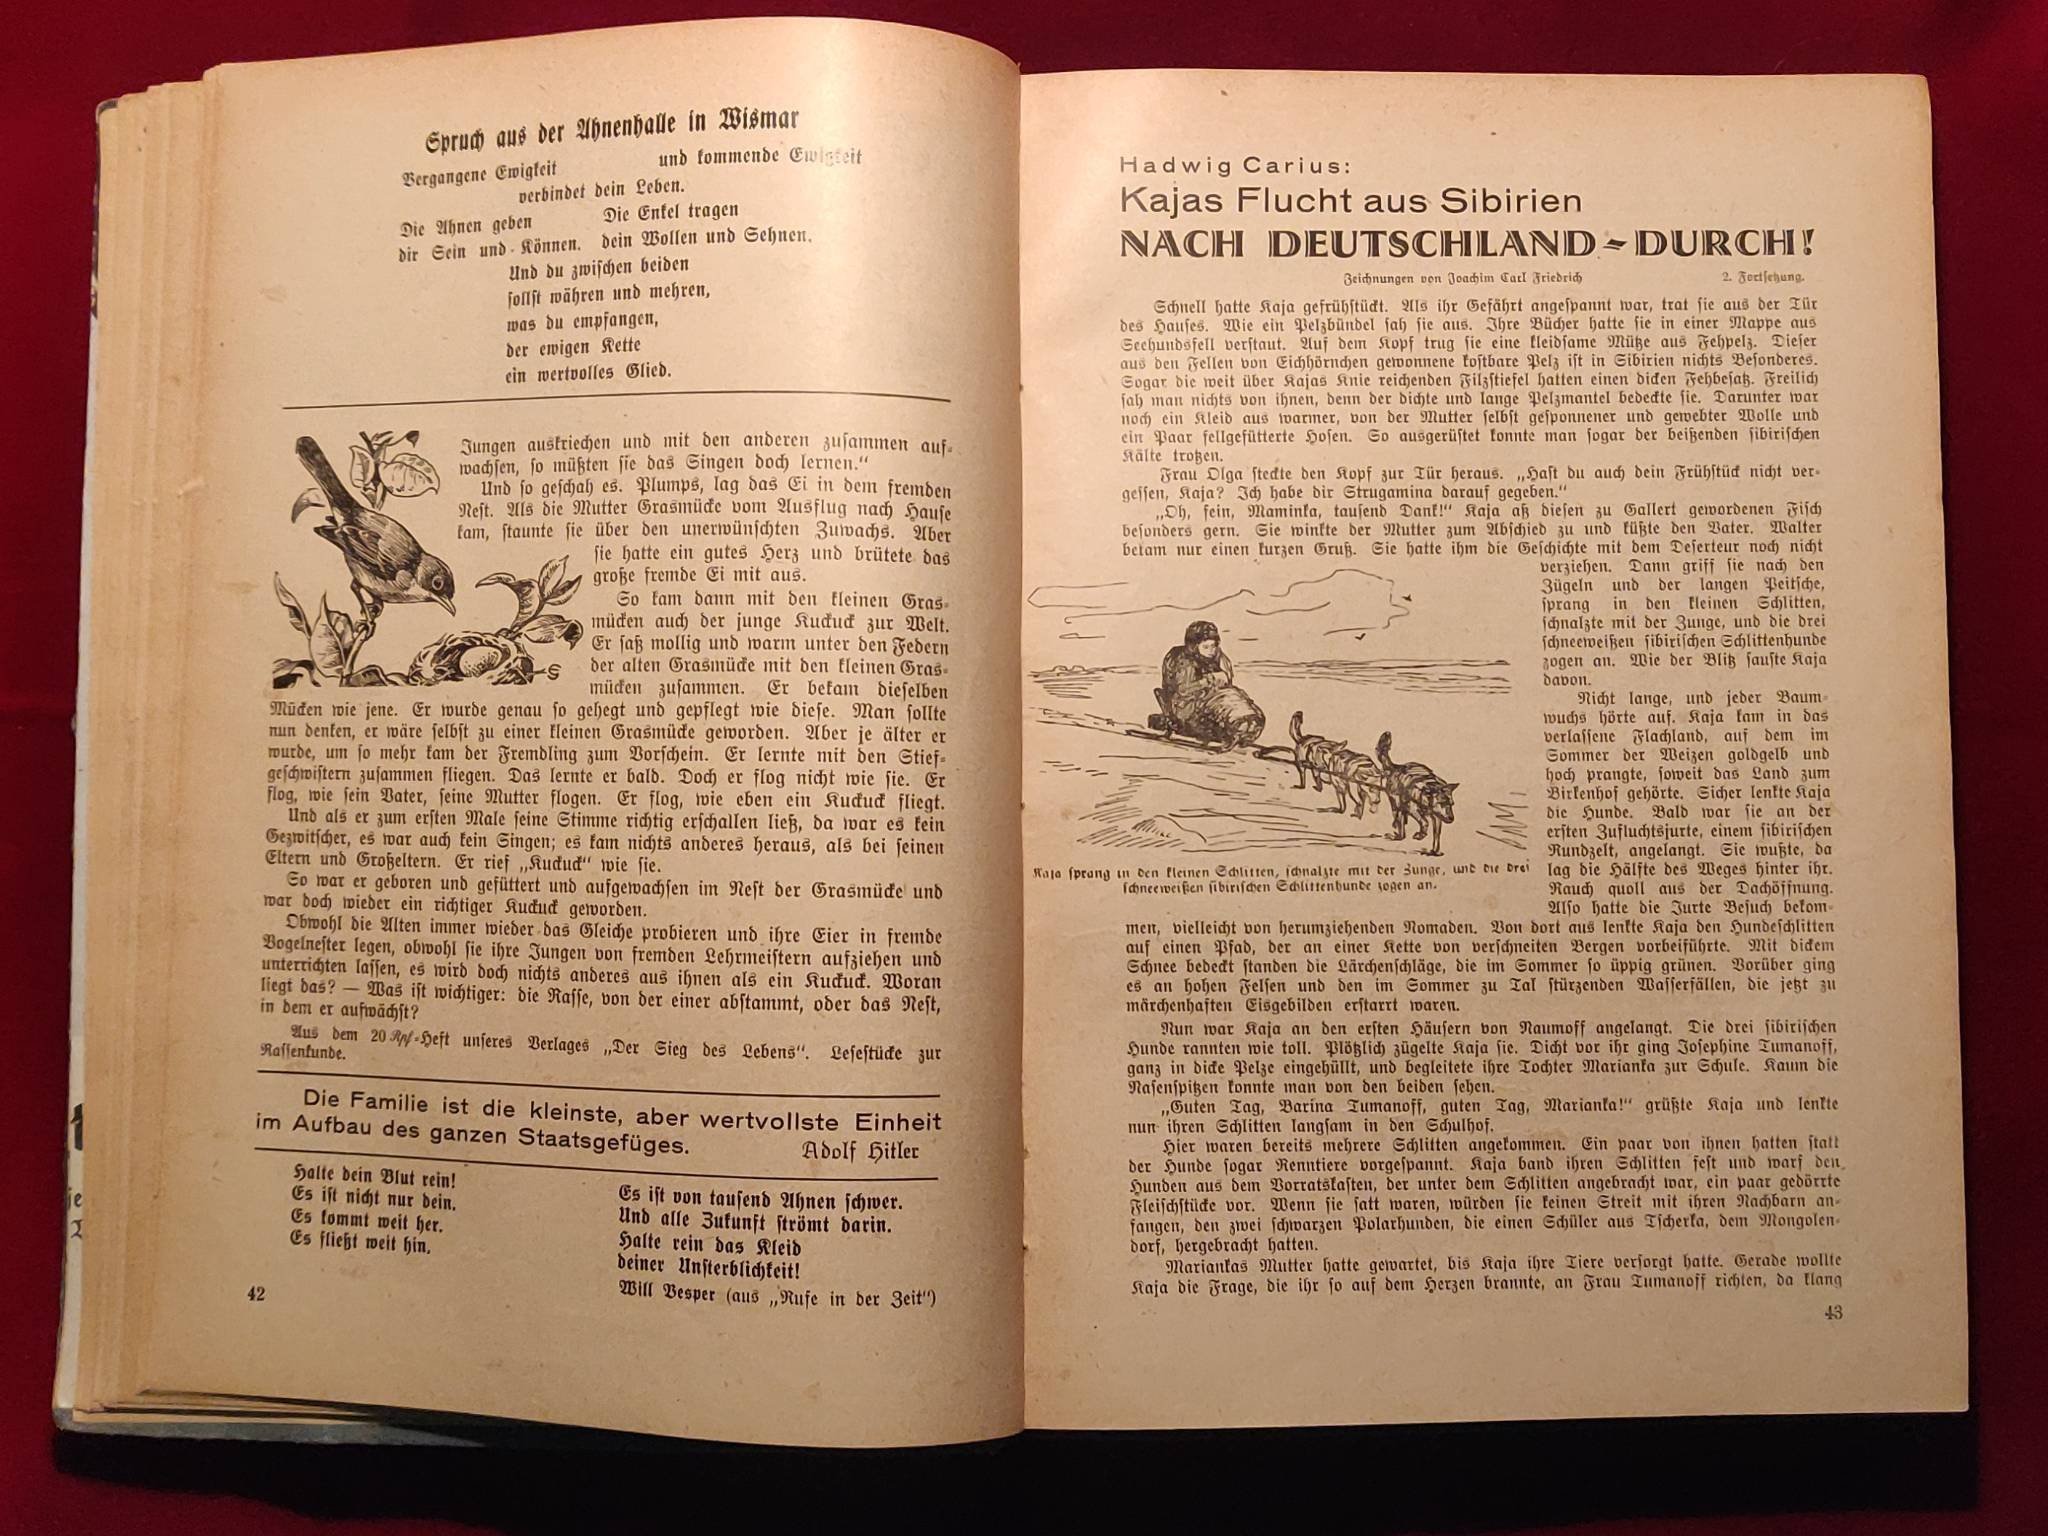 Spruch aus der Ahnenhalle in Wismar
Vergangene Ewigkeit und kommende Ewigkeit
verbindet dein Leben.
Die Ahnen geben Die Enkel tragen
dir Sein und Können. dein Wollen und Sehnen.
Und du zwischen beiden
sollst währen und mehren,
was du empfangen,
der ewigen Kette
ein wertvolles Glied.
Jungen auskriechen und mit den anderen zusammen auf-
wachsen, so müßten sie das Singen doch lernen.“
Und so geschah es. Plumps, lag das Ei in dem fremden
Nest. Als die Mutter Grasmücke vom Ausflug nach Hause
kam, staunte sie über den unerwünschten Zuwachs. Aber
sie hatte ein gutes Herz und brütete das
große fremde Ei mit aus.
So kam dann mit den kleinen Gras-
mücken auch der junge Kuckuck zur Welt.
Er saß mollig und warm unter den Federn
der alten Grasmücke mit den kleinen Gras-
mücken zusammen. Er bekam dieselben
Mücken wie jene. Er wurde genau so gehegt und gepflegt wie diese. Man sollte
nun denken, er wäre selbst zu einer kleinen Grasmücke geworden. Aber je älter er
wurde, um so mehr kam der Fremdling zum Vorschein. Er lernte mit den Stief-
geschwistern zusammen fliegen. Das lernte er bald. Doch er flog nicht wie sie. Er
flog, wie sein Vater, seine Mutter flogen. Er flog, wie eben ein Kuckuck fliegt.
Und als er zum ersten Male seine Stimme richtig erschallen ließ, da war es kein
Gezwitscher, es war auch kein Singen; es kam nichts anderes heraus, als bei seinen
Eltern und Großeltern. Er rief „Kuckuck“ wie sie.
So war er geboren und gefüttert und aufgewachsen im Nest der Grasmücke und
war doch wieder ein richtiger Kuckuck geworden.
Obwohl die Alten immer wieder das Gleiche probieren und ihre Eier in fremde
Vogelnester legen, obwohl sie ihre Jungen von fremden Lehrmeistern aufziehen und
unterrichten lassen, es wird doch nichts anderes aus ihnen als ein Kuckuck. Woran
liegt das? — Was ist wichtiger: die Rasse, von der einer abstammt, oder das Nest,
in dem er aufwächst?
Aus dem 20 Rpf-Heft unseres Verlages „Der Sieg des Lebens“. Lesestücke zur
Rassenkunde.
Die Familie ist die kleinste, aber wertvollste Einheit
im Aufbau des ganzen Staatsgefüges.
Adolf Hitler
Halte dein Blut rein!
Es ist nicht nur dein.
Es kommt weit her.
Es fließt weit hin.
Es ist von tausend Ahnen schwer.
Und alle Zukunft strömt darin.
Halte rein das Kleid
deiner Unsterblichkeit!
Will Vesper (aus „Rufe in der Zeit“)
42
Hadwig Carius:
Kajas Flucht aus Sibirien
NACH DEUTSCHLAND - DURCH!
Zeichnungen von Joachim Carl Friedrich 2. Fortsetzung.
Schnell hatte Kaja gefrühstückt. Als ihr Gefährt angespannt war, trat sie aus der Tür
des Hauses. Wie ein Pelzbündel sah sie aus. Ihre Bücher hatte sie in einer Mappe aus
Seehundsfell verstaut. Auf dem Kopf trug sie eine kleidsame Mütze aus Fehpelz. Dieser
aus den Fellen von Eichhörnchen gewonnene kostbare Pelz ist in Sibirien nichts Besonderes.
Sogar die weit über Kajas Knie reichenden Filzstiefel hatten einen dicken Fehbesatz. Freilich
sah man nichts von ihnen, denn der dichte und lange Pelzmantel bedeckte sie. Darunter war
noch ein Kleid aus warmer, von der Mutter selbst gesponnener und gewebter Wolle und
ein Paar fellgefütterte Hosen. So ausgerüstet konnte man sogar der beißenden sibirischen
Kälte trotzen.
Frau Olga steckte den Kopf zur Tür heraus. „Hast du auch dein Frühstück nicht ver-
gessen, Kaja? Ich habe dir Strugamina darauf gegeben.“
„Oh, fein, Maminka, tausend Dank!“ Kaja aß diesen zu Gallert gewordenen Fisch
besonders gern. Sie winkte der Mutter zum Abschied zu und küßte den Vater. Walter
bekam nur einen kurzen Gruß. Sie hatte ihm die Geschichte mit dem Deserteur noch nicht
verziehen. Dann griff sie nach den
Zügeln und der langen Peitsche,
sprang in den kleinen Schlitten,
schnalzte mit der Zunge, und die drei
schneeweißen sibirischen Schlittenhunde
zogen an. Wie der Blitz sauste Kaja
davon.
Nicht lange, und jeder Baum-
wuchs hörte auf. Kaja kam in das
verlassene Flachland, auf dem im
Sommer der Weizen goldgelb und
hoch prangte, soweit das Land zum
Birkenhof gehörte. Sicher lenkte Kaja
die Hunde. Bald war sie an der
ersten Zufluchtsjurte, einem sibirischen
Rundzelt, angelangt. Sie wußte, da
lag die Hälfte des Weges hinter ihr.
Rauch quoll aus der Dachöffnung.
Also hatte die Jurte Besuch bekom-
Kaja sprang in den kleinen Schlitten, schnalzte mit der Zunge, und die drei
schneeweißen sibirischen Schlittenhunde zogen an.
men, vielleicht von herumziehenden Nomaden. Von dort aus lenkte Kaja den Hundeschlitten
auf einen Pfad, der an einer Kette von verschneiten Bergen vorbeiführte. Mit dickem
Schnee bedeckt standen die Lärchenschläge, die im Sommer so üppig grünen. Vorüber ging
es an hohen Felsen und den im Sommer zu Tal stürzenden Wasserfällen, die jetzt zu
märchenhaften Eisgebilden erstarrt waren.
Nun war Kaja an den ersten Häusern von Naumoff angelangt. Die drei sibirischen
Hunde rannten wie toll. Plötzlich zügelte Kaja sie. Dicht vor ihr ging Josephine Tumanoff,
ganz in dicke Pelze eingehüllt, und begleitete ihre Tochter Marianka zur Schule. Kaum die
Nasenspitzen konnte man von den beiden sehen.
„Guten Tag, Barina Tumanoff, guten Tag, Marianka!“ grüßte Kaja und lenkte
nun ihren Schlitten langsam in den Schulhof.
Hier waren bereits mehrere Schlitten angekommen. Ein paar von ihnen hatten statt
der Hunde sogar Renntiere vorgespannt. Kaja band ihren Schlitten fest und warf den
Hunden aus dem Vorratskasten, der unter dem Schlitten angebracht war, ein paar gedörrte
Fleischstücke vor. Wenn sie satt waren, würden sie keinen Streit mit ihren Nachbarn an-
fangen, den zwei schwarzen Polarhunden, die einen Schüler aus Tscherka, dem Mongolen-
dorf, hergebracht hatten.
Mariankas Mutter hatte gewartet, bis Kaja ihre Tiere versorgt hatte. Gerade wollte
Kaja die Frage, die ihr so auf dem Herzen brannte, an Frau Tumanoff richten, da klang
43